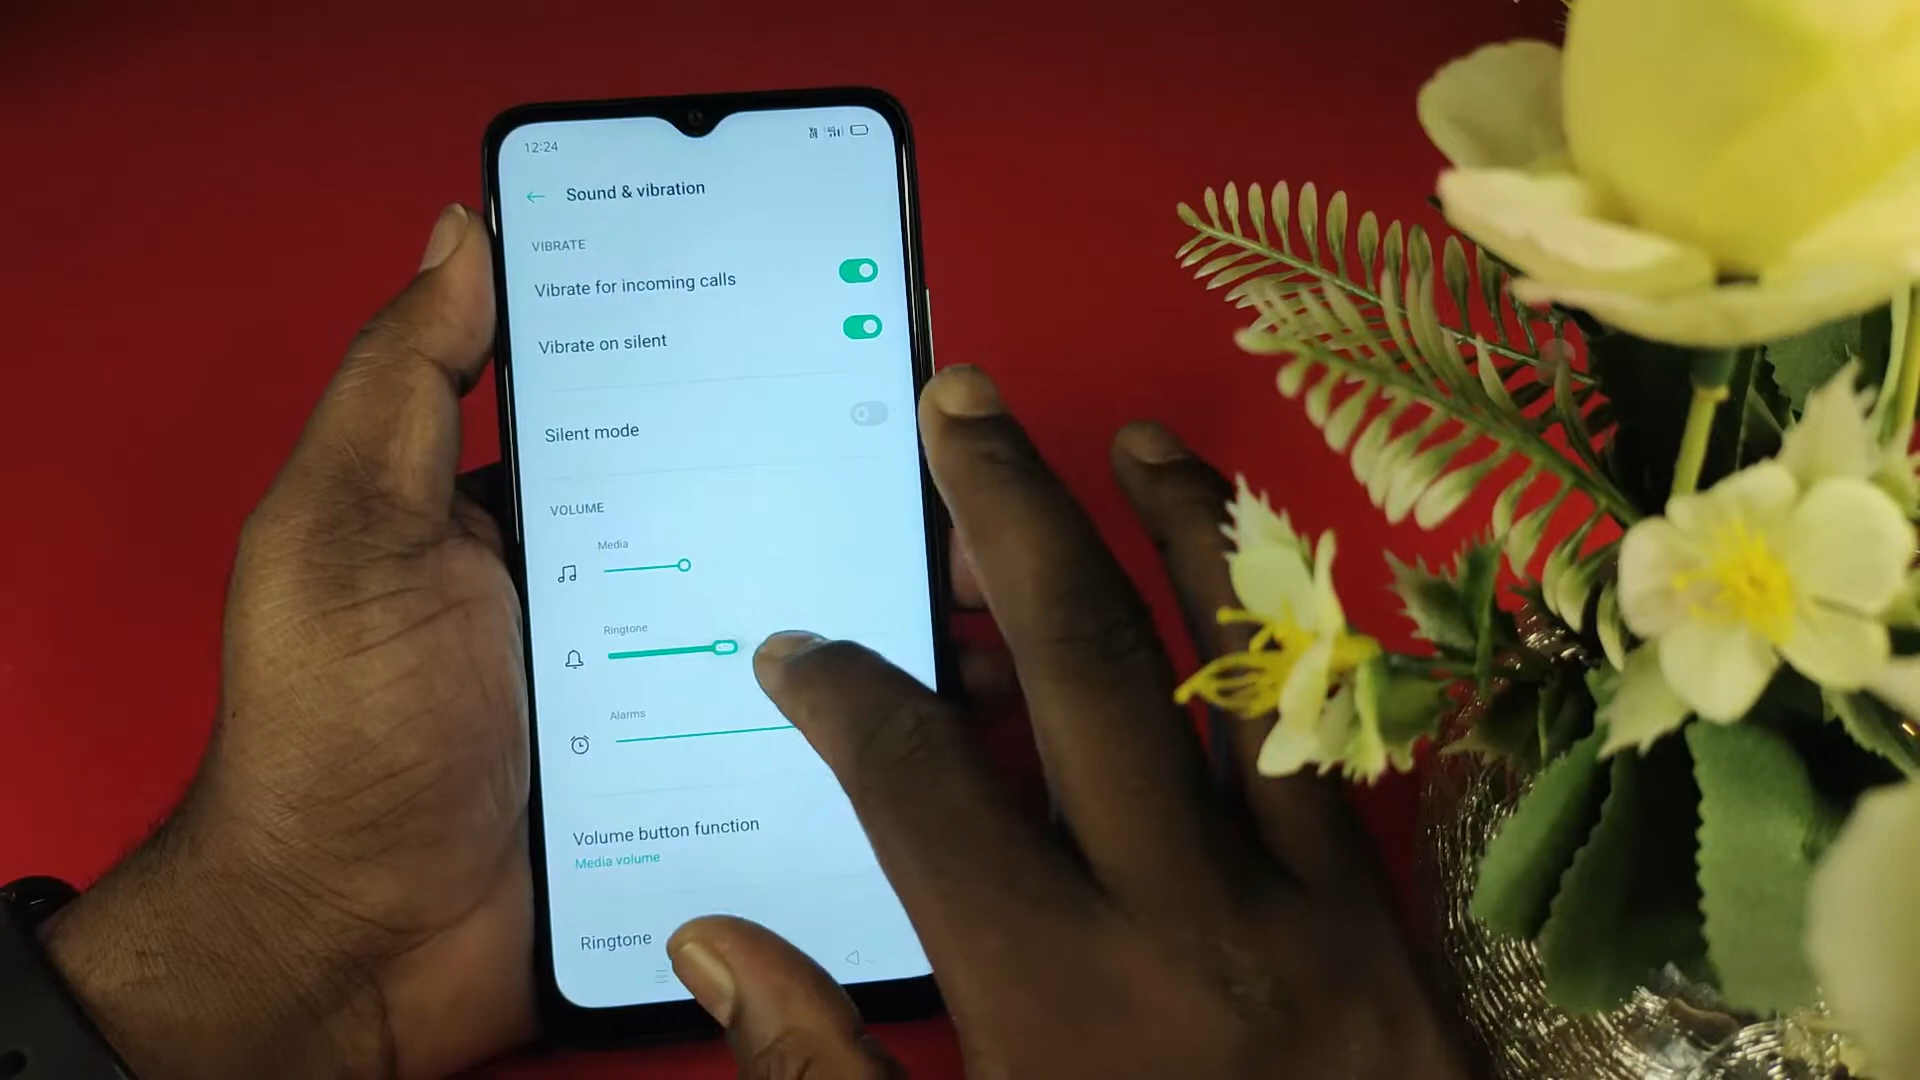 12:24
Sound & vibration
VIBRATE
Vibrate for incoming calls
Vibrate on silent
Silent mode
VOLUME
Media
Ringtone
Alarms
Volume button function
Media volume
Ringtone